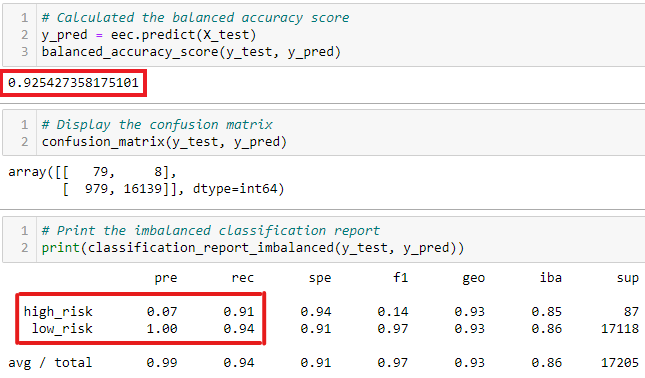 1 # Calculated the balanced accuracy score
2 y_pred = eec.predict(X_test)
3 balanced_accuracy_score(y_test, y_pred)
0.925427358175101
1 # Display the confusion matrix
2 confusion_matrix(y_test, y_pred)
array([[   79,     8],
       [  979, 16139]], dtype=int64)
1 # Print the imbalanced classification report
2 print(classification_report_imbalanced(y_test, y_pred))
pre rec spe f1 geo iba sup
high_risk 0.07 0.91 0.94 0.14 0.93 0.85 87
low_risk 1.00 0.94 0.91 0.97 0.93 0.86 17118
avg / total 0.99 0.94 0.91 0.97 0.93 0.86 17205